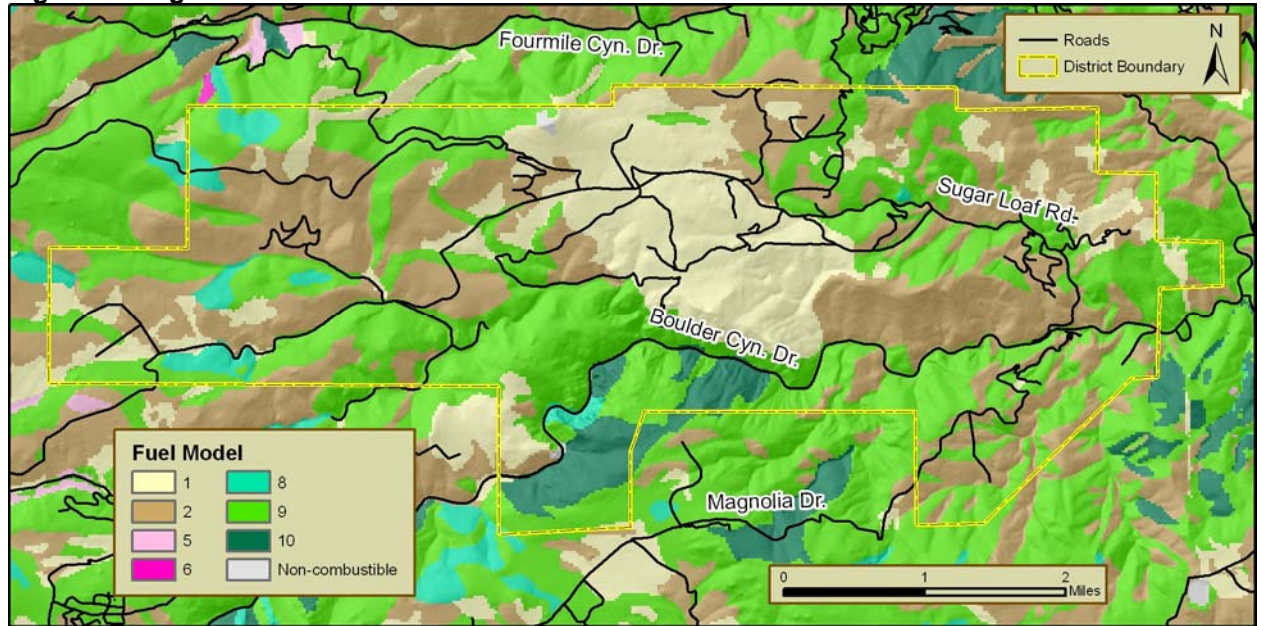 Fourmile Cyn. Dr.
Roads
District Boundary
N
Sugar Loaf Rd.
Boulder Cyn. Dr.
Magnolia Dr.
Fuel Model
1
2
5
6
8
9
10
Non-combustible
0 1 2
Miles